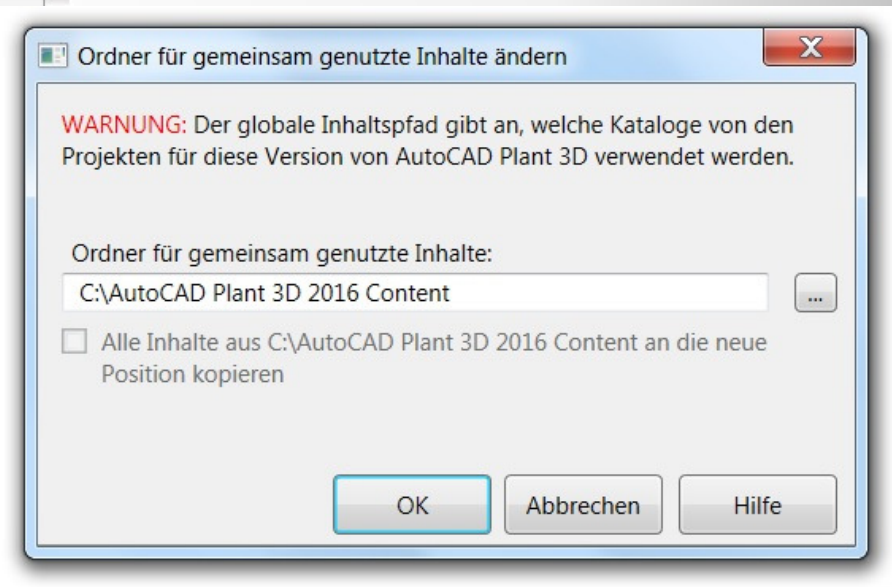 Ordner für gemeinsam genutzte Inhalte ändern
WARNUNG: Der globale Inhaltspfad gibt an, welche Kataloge von den
Projekten für diese Version von AutoCAD Plant 3D verwendet werden.
Ordner für gemeinsam genutzte Inhalte:
C:\AutoCAD Plant 3D 2016 Content
...
Alle Inhalte aus C:\AutoCAD Plant 3D 2016 Content an die neue
Position kopieren
OK Abbrechen Hilfe